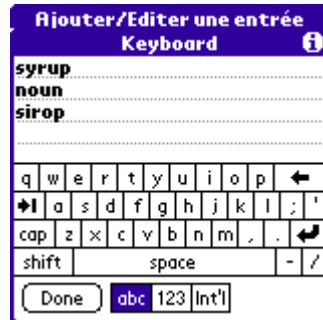 Ajouter/Editer une entrée
Keyboard
syrup
noun
sirop
q w e r t y u i o p
a s d f g h j k l ; '
cap z x c v b n m , .
shift space - /
Done abc 123 Int'l